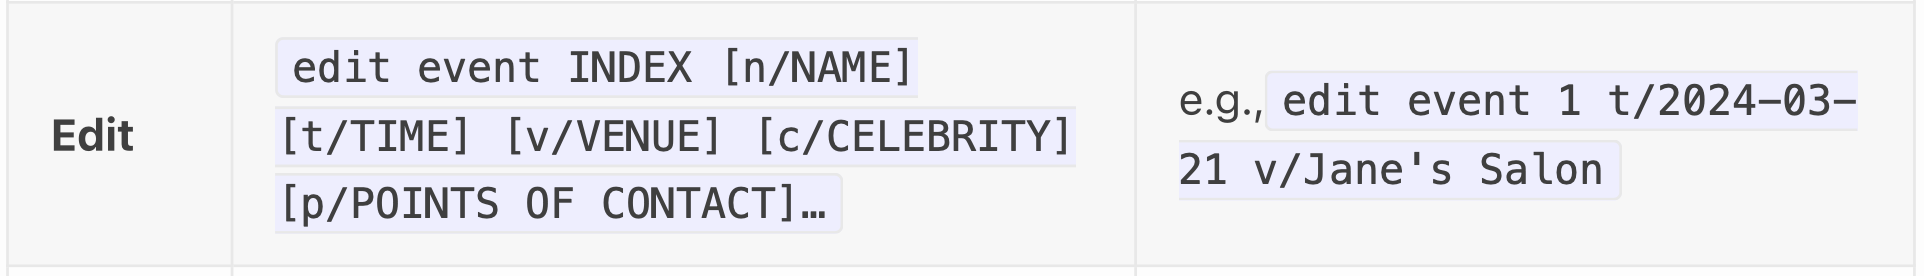 Edit
edit event INDEX [n/NAME]
[t/TIME] [v/VENUE] [c/CELEBRITY]
[p/POINTS OF CONTACT]…
e.g., edit event 1 t/2024-03-
21 v/Jane's Salon